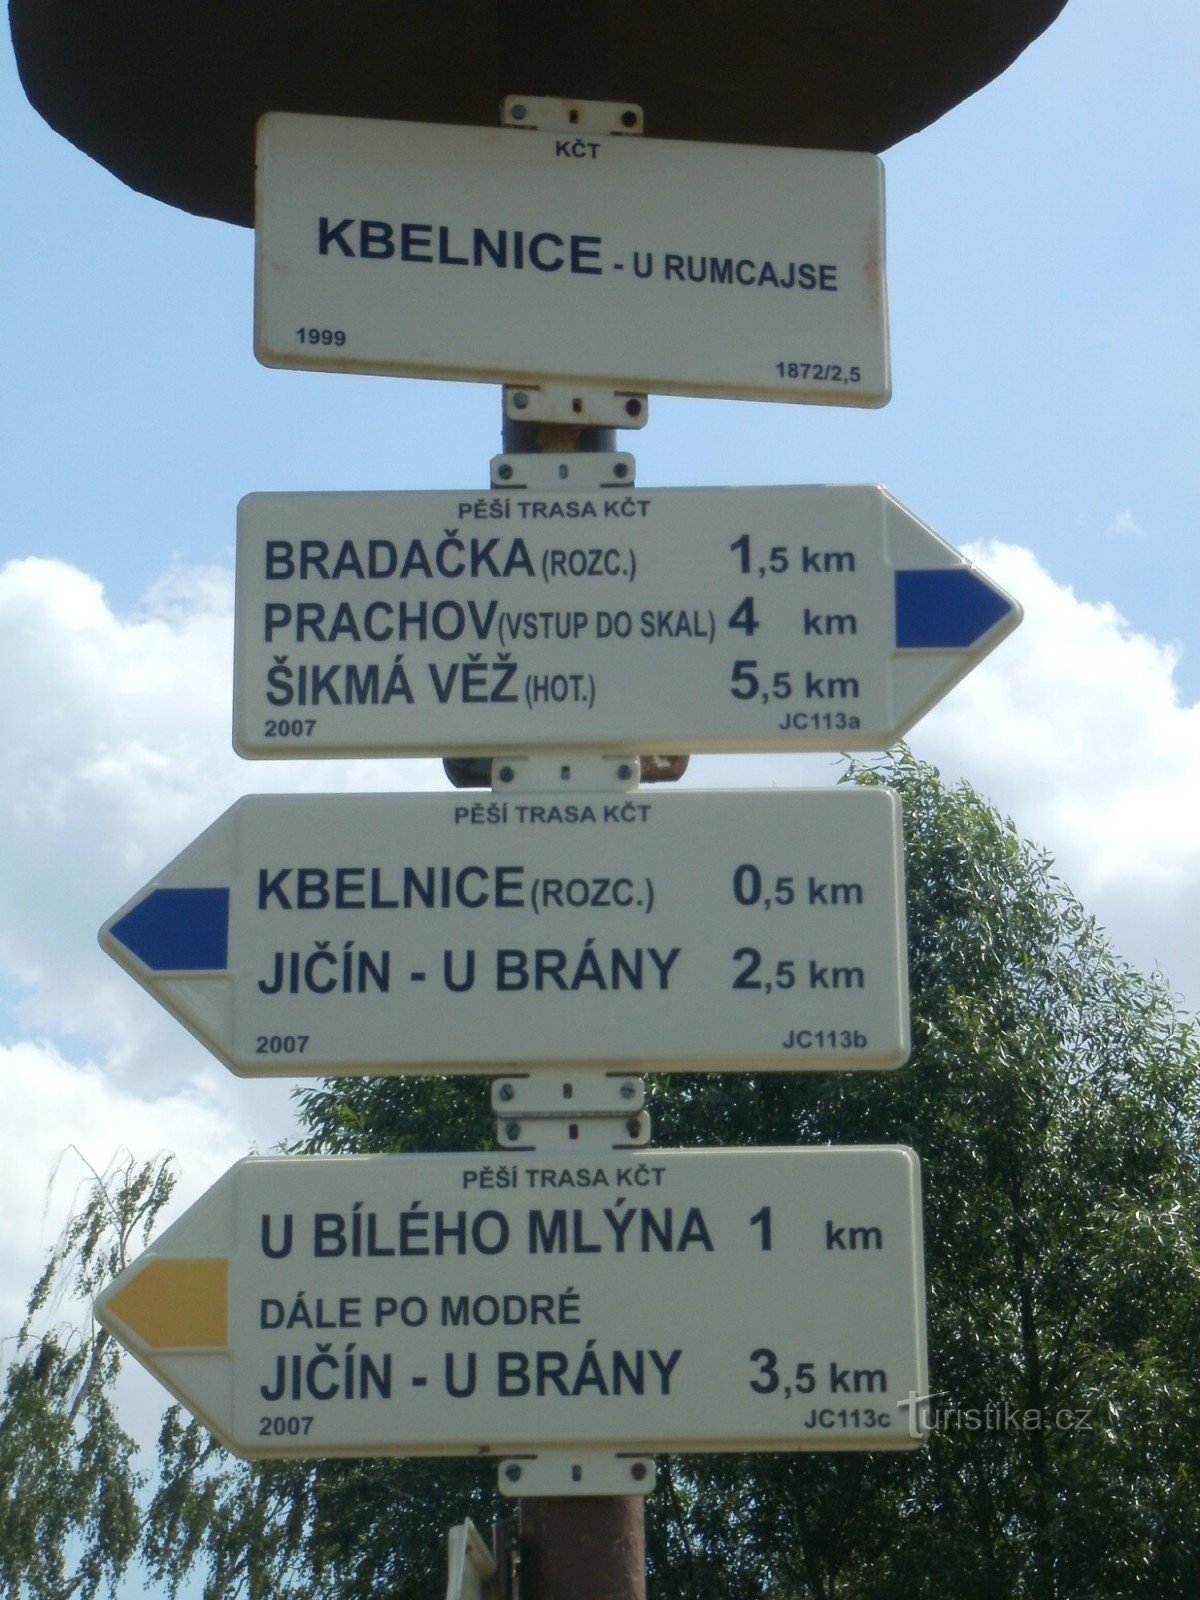 KČT
KBELNICE - U RUMCAJSE
1999
1872/2,5
PĚŠÍ TRASA KČT
BRADAČKA (ROZC.) 1,5 km
PRACHOV (VSTUP DO SKAL) 4 km
ŠIKMÁ VĚŽ (HOT.) 5,5 km
2007 JC113a
PĚŠÍ TRASA KČT
KBELNICE (ROZC.) 0,5 km
JIČÍN - U BRÁNY 2,5 km
2007 JC113b
PĚŠÍ TRASA KČT
U BÍLÉHO MLÝNA 1 km
DÁLE PO MODRÉ
JIČÍN - U BRÁNY 3,5 km
2007 JC113c
Turistika.cz